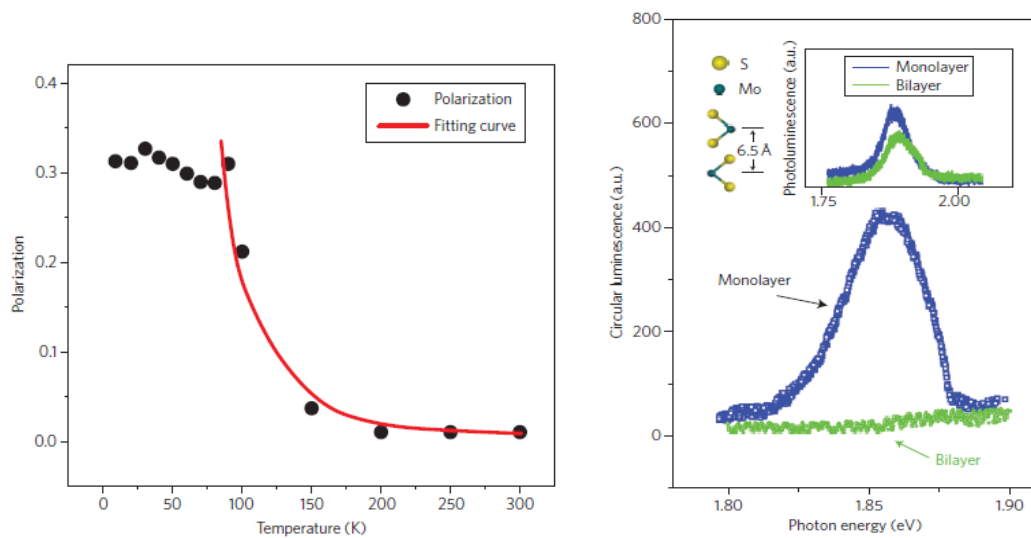 0.4
0.3
0.2
0.1
0.0
Polarization
Polarization
Fitting curve
0 50 100 150 200 250 300
Temperature (K)
800
600
400
200
0
Circular luminescence (a.u.)
S
Mo
6.5 Å
Photoluminescence (a.u.)
Monolayer
Bilayer
1.75 2.00
Monolayer
Bilayer
1.80 1.85 1.90
Photon energy (eV)